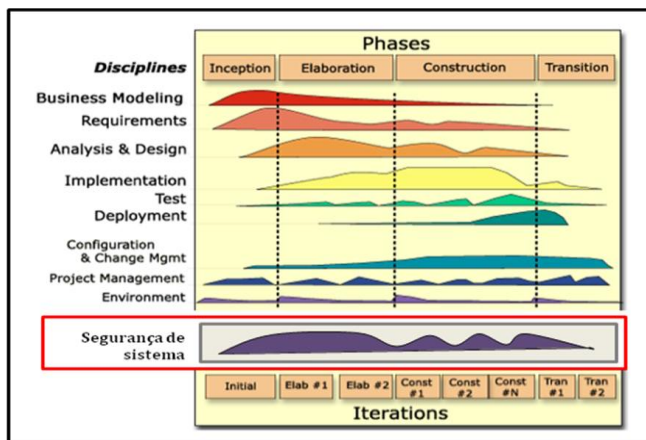 Phases
Disciplines
Inception
Elaboration
Construction
Transition
Business Modeling
Requirements
Analysis & Design
Implementation
Test
Deployment
Configuration
& Change Mgmt
Project Management
Environment
Segurança de
sistema
Initial
Elab #1
Elab #2
Const
#1
Const
#2
Const
#N
Tran
#1
Tran
#2
Iterations